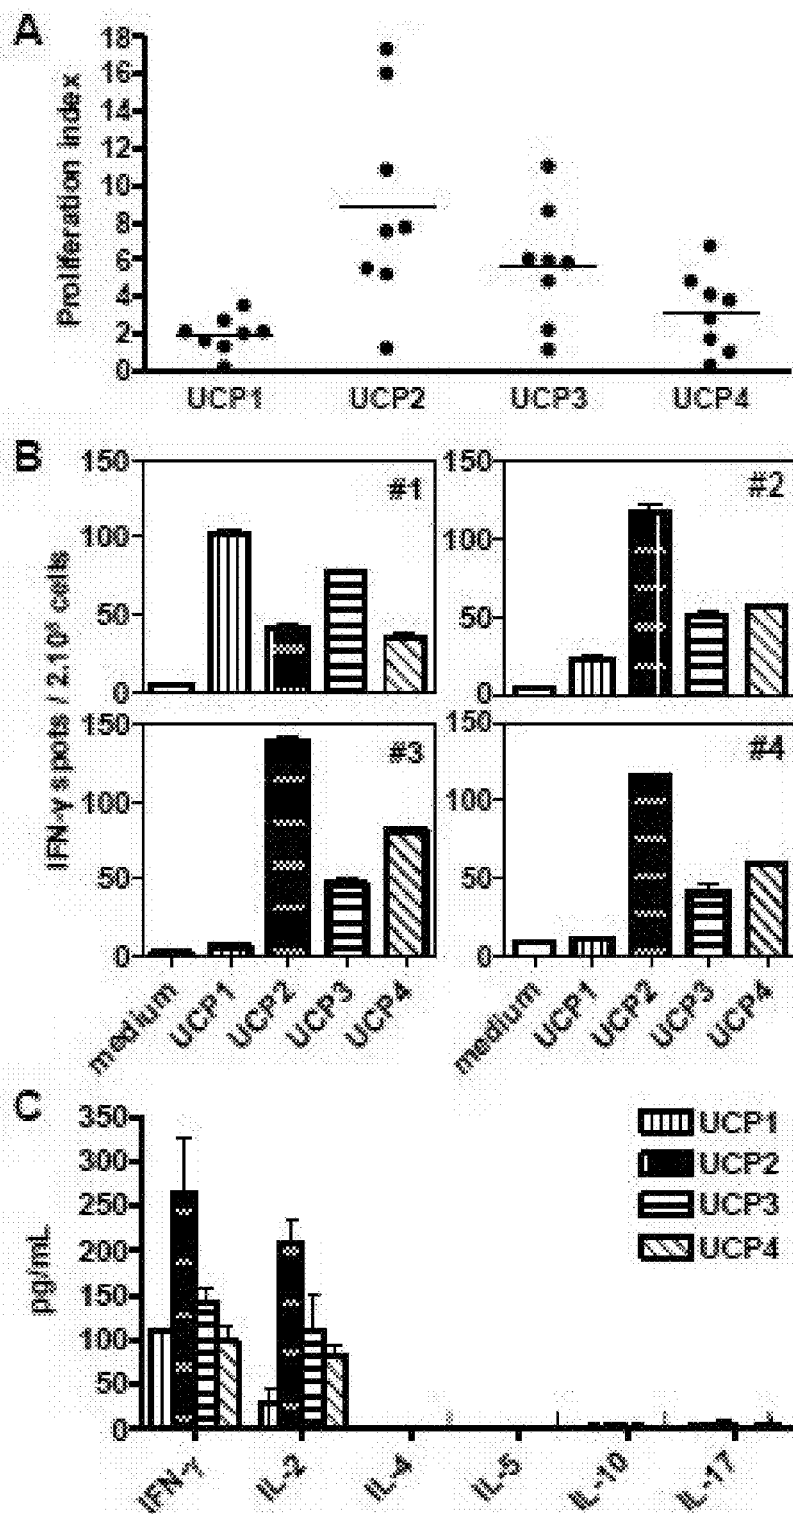 A
Proliferation index
18
16
14
12
10
8
6
4
2
0
UCP1 UCP2 UCP3 UCP4
B
IFN-γ spots / 2.10⁵ cells
150
100
50
0
#1
150
100
50
0
#2
150
100
50
0
#3
150
100
50
0
#4
medium UCP1 UCP2 UCP3 UCP4
medium UCP1 UCP2 UCP3 UCP4
C
pg/mL
350
300
250
200
150
100
50
0
UCP1
UCP2
UCP3
UCP4
IFN-γ IL-2 IL-4 IL-5 IL-10 IL-17